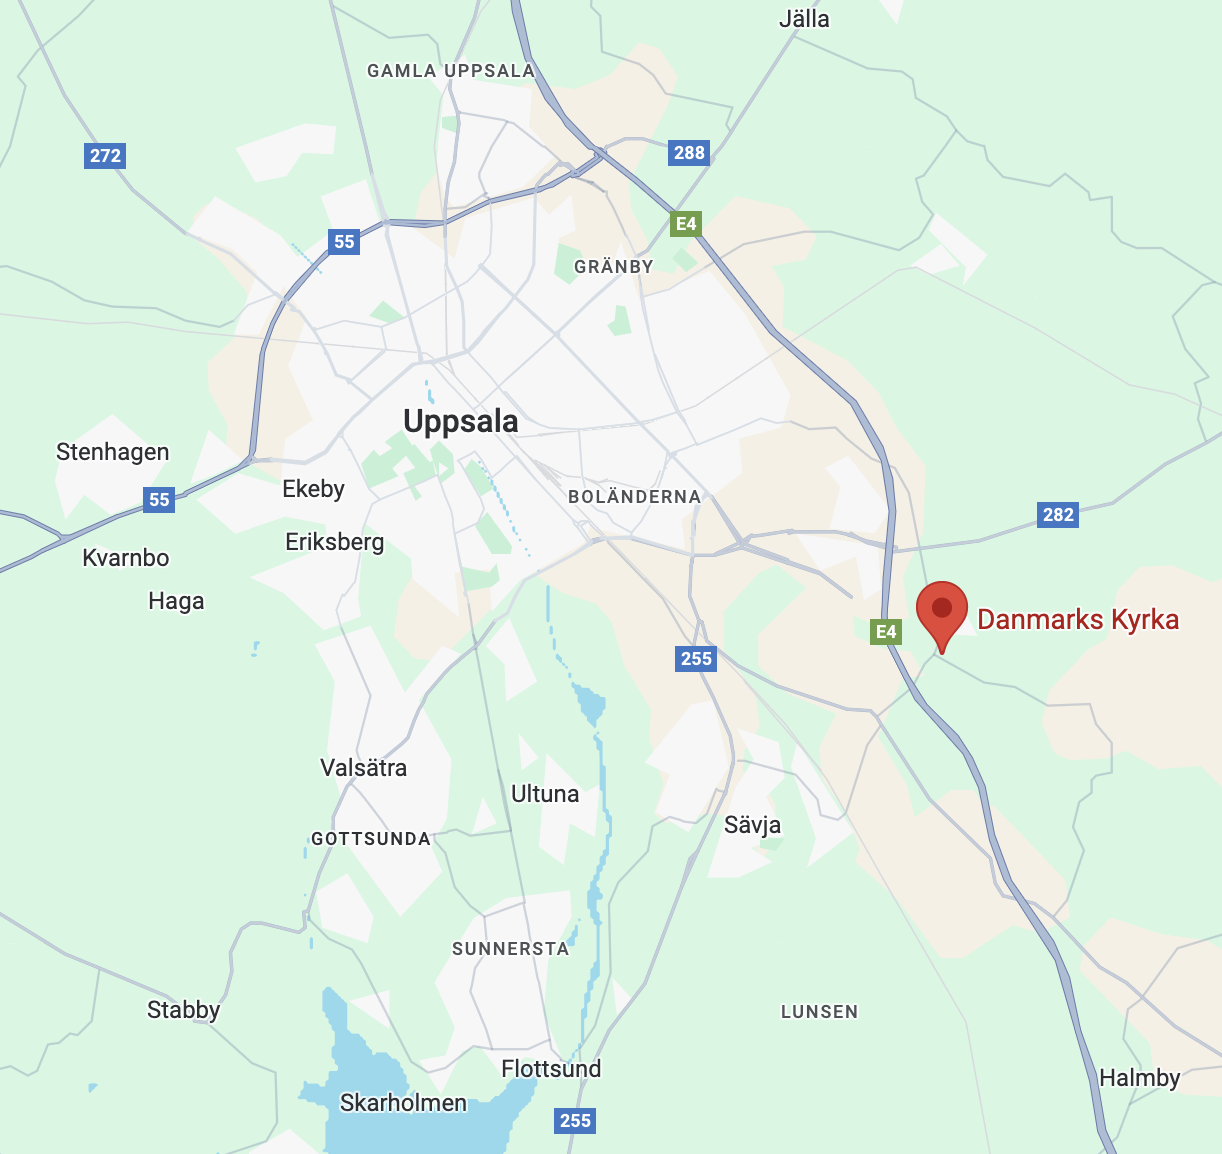 Jälla
GAMLA UPPSALA
272
288
E4
55
GRÄNBY
Uppsala
Stenhagen
Ekeby
55
BOLÄNDERNA
282
Eriksberg
Kvarnbo
Haga
Danmarks Kyrka
E4
255
Valsätra
Ultuna
Sävja
GOTTSUNDA
SUNNERSTA
Stabby
LUNSEN
Flottsund
Halmby
Skarholmen
255